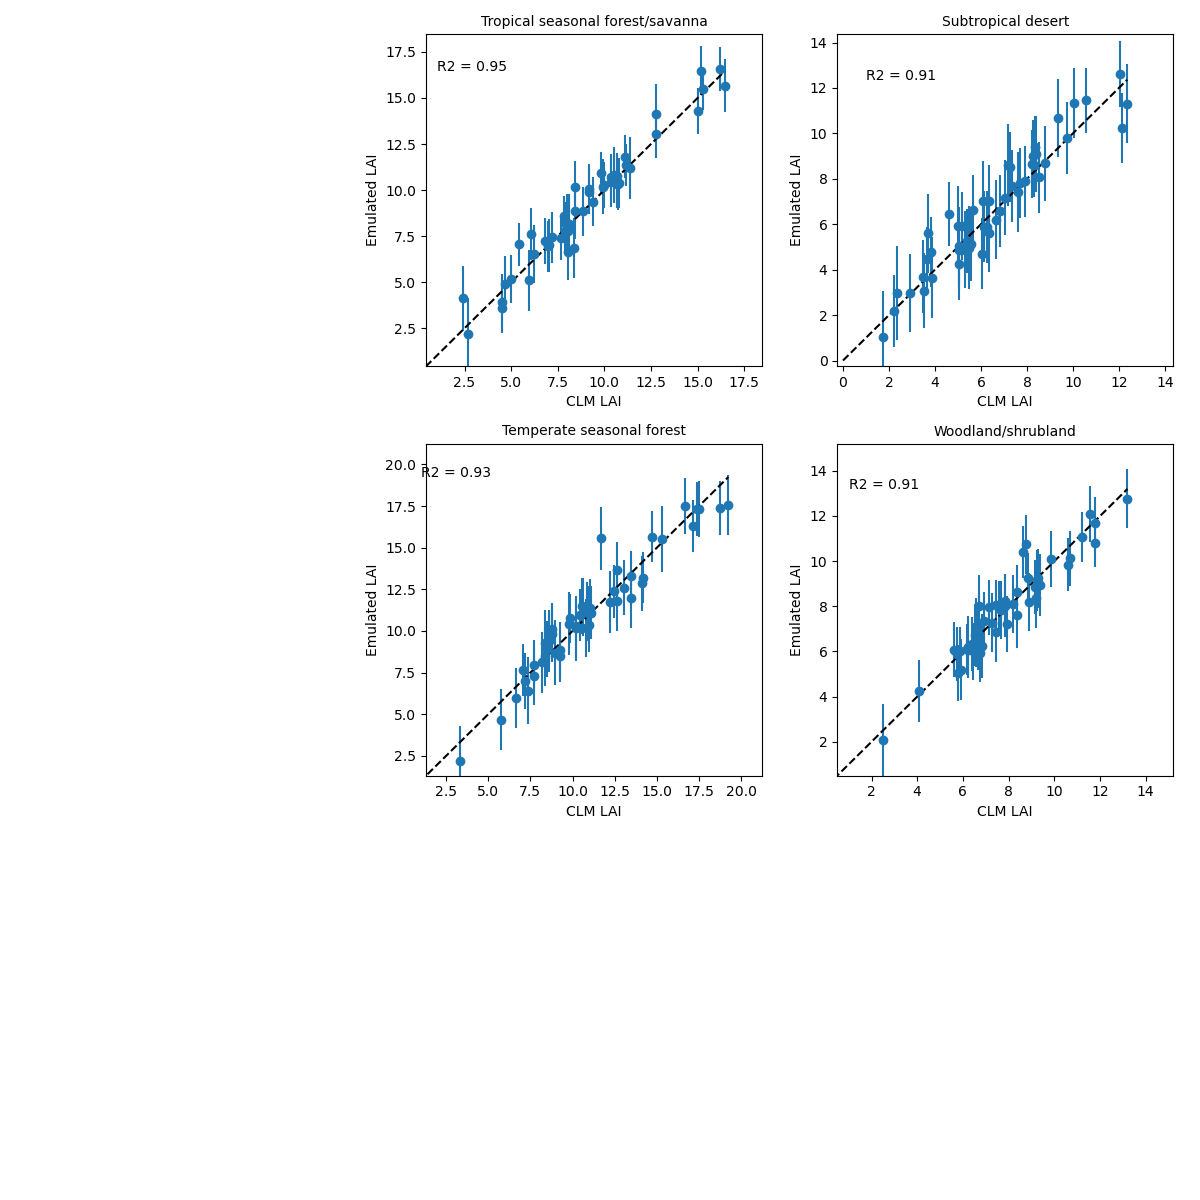 Tropical seasonal forest/savanna
R2 = 0.95
Emulated LAI
17.5
15.0
12.5
10.0
7.5
5.0
2.5
2.5 5.0 7.5 10.0 12.5 15.0 17.5
CLM LAI
Subtropical desert
R2 = 0.91
Emulated LAI
14
12
10
8
6
4
2
0
0 2 4 6 8 10 12 14
CLM LAI
Temperate seasonal forest
R2 = 0.93
Emulated LAI
20.0
17.5
15.0
12.5
10.0
7.5
5.0
2.5
2.5 5.0 7.5 10.0 12.5 15.0 17.5 20.0
CLM LAI
Woodland/shrubland
R2 = 0.91
Emulated LAI
14
12
10
8
6
4
2
2 4 6 8 10 12 14
CLM LAI